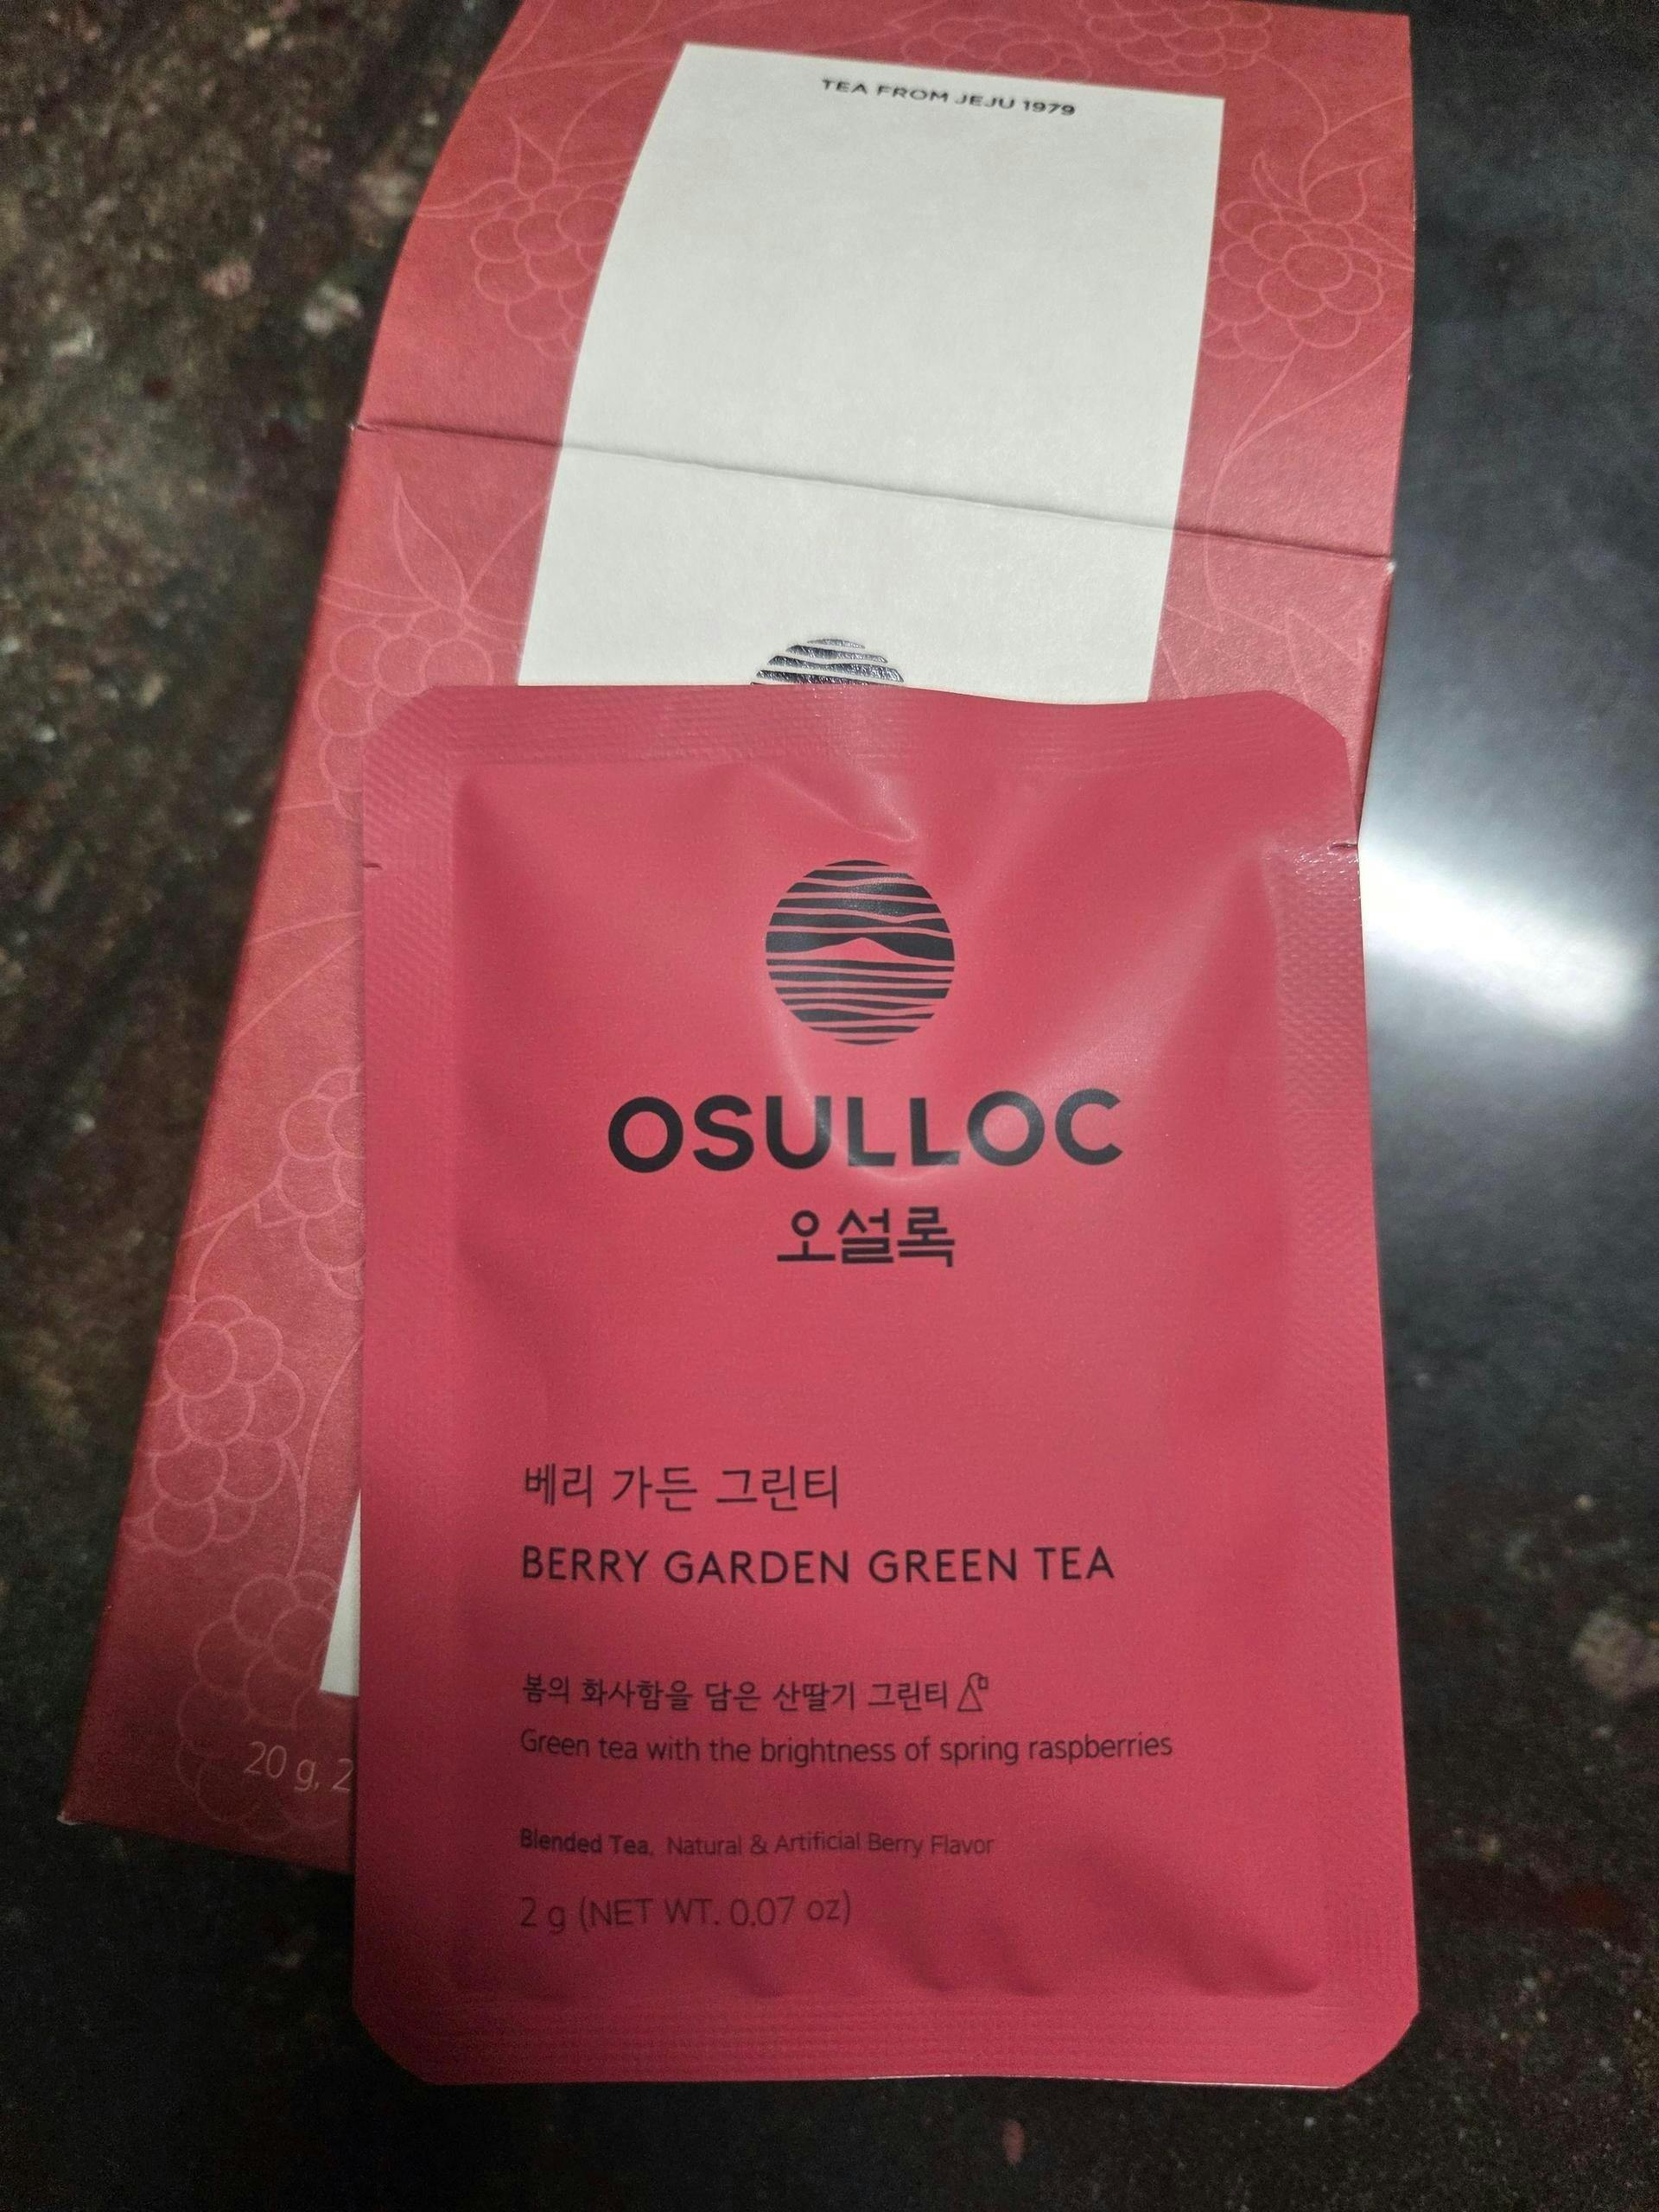 TEA FROM JEJU 1979
OSULLOC
오설록
베리 가든 그린티
BERRY GARDEN GREEN TEA
봄의 화사함을 담은 산딸기 그린티
Green tea with the brightness of spring raspberries
Blended Tea, Natural & Artificial Berry Flavor
2 g (NET WT. 0.07 oz)
20 g, 2